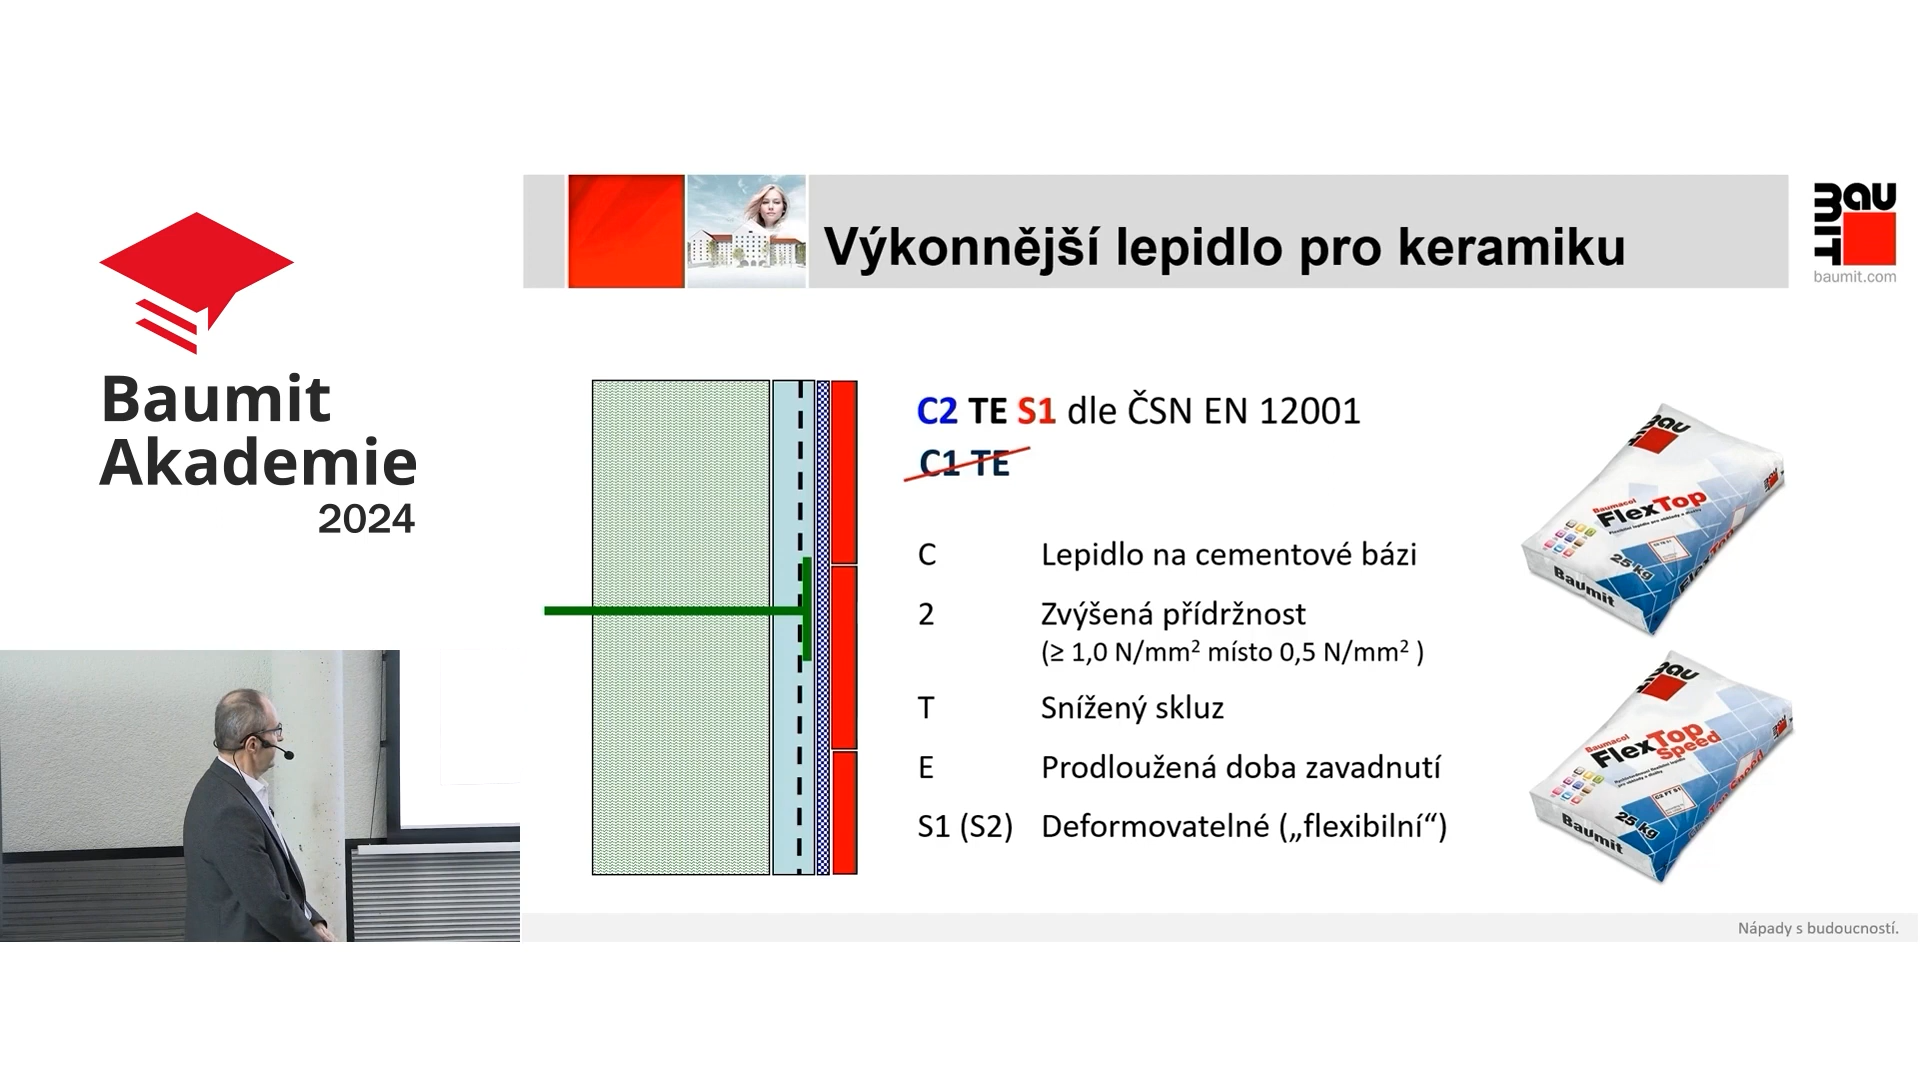 Výkonnější lepidlo pro keramiku
bau
mit
baumit.com
Baumit
Akademie
2024
C2 TE S1 dle ČSN EN 12001
C1 TE
C Lepidlo na cementové bázi
2 Zvýšená přídržnost
(≥ 1,0 N/mm² místo 0,5 N/mm² )
T Snížený skluz
E Prodloužená doba zavadnutí
S1 (S2) Deformovatelné („flexibilní“)
Baumacol
FlexTop
25 kg
Baumit
Baumacol
FlexTop
Speed
25 kg
Baumit
Nápady s budoucností.